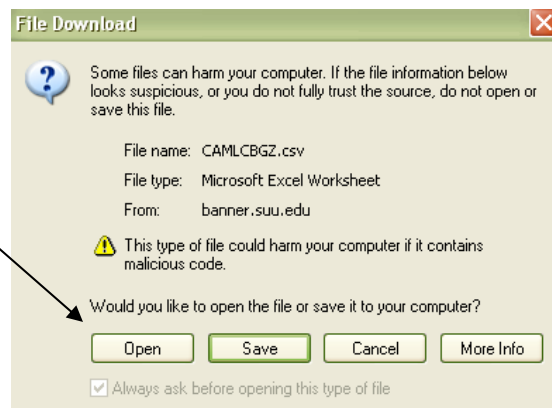 File Download
Some files can harm your computer. If the file information below
looks suspicious, or you do not fully trust the source, do not open or
save this file.
File name: CAMLCBGZ.csv
File type: Microsoft Excel Worksheet
From: banner.suu.edu
This type of file could harm your computer if it contains
malicious code.
Would you like to open the file or save it to your computer?
Open Save Cancel More Info
Always ask before opening this type of file